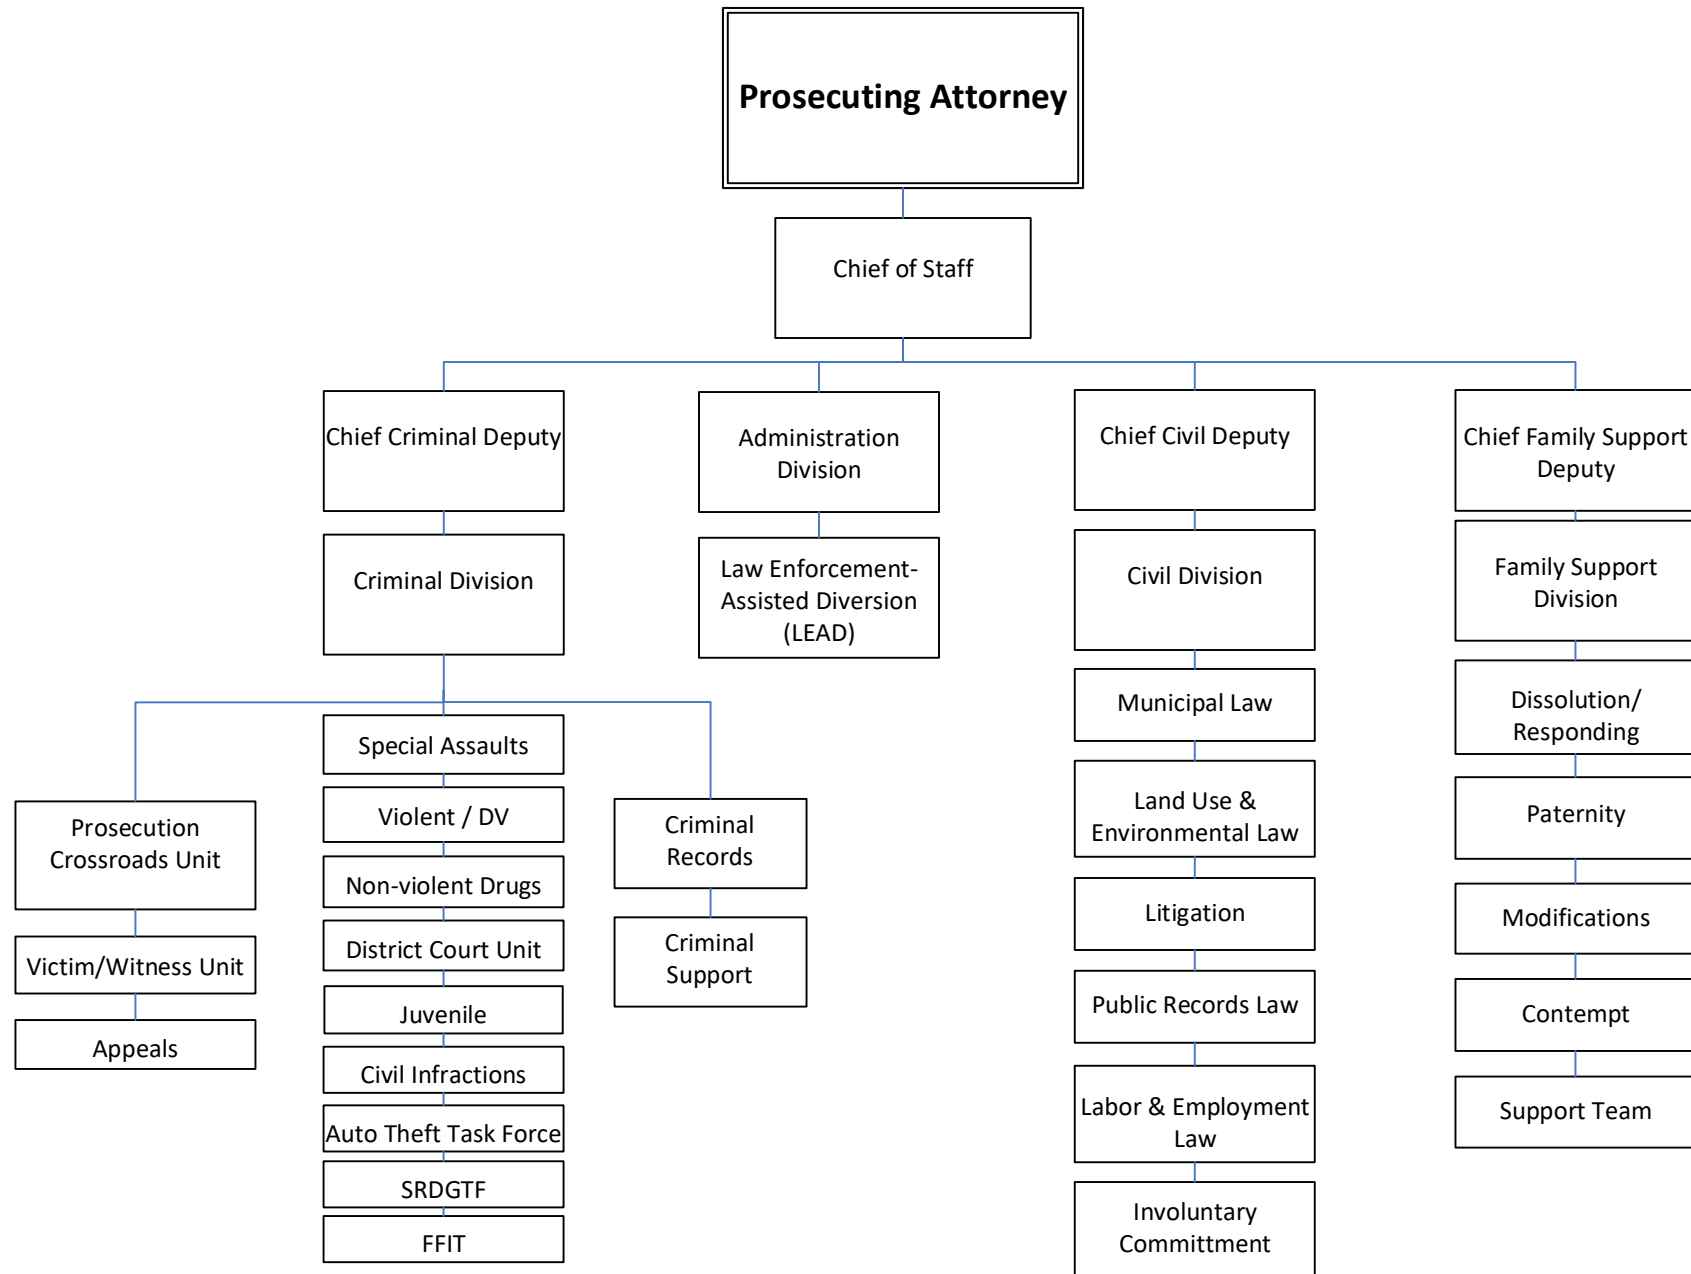 Prosecuting Attorney
Chief of Staff
Chief Criminal Deputy
Administration
Division
Chief Civil Deputy
Chief Family Support
Deputy
Criminal Division
Law Enforcement-
Assisted Diversion
(LEAD)
Civil Division
Family Support
Division
Prosecution
Crossroads Unit
Victim/Witness Unit
Appeals
Special Assaults
Violent / DV
Non-violent Drugs
District Court Unit
Juvenile
Civil Infractions
Auto Theft Task Force
SRDGTF
FFIT
Criminal
Records
Criminal
Support
Municipal Law
Land Use &
Environmental Law
Litigation
Public Records Law
Labor & Employment
Law
Involuntary
Committment
Dissolution/
Responding
Paternity
Modifications
Contempt
Support Team